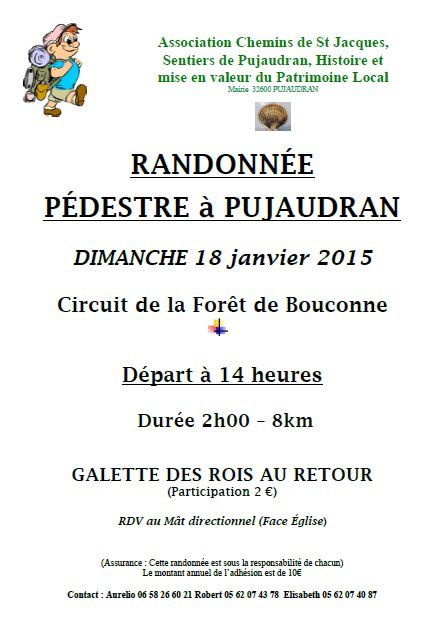 Association Chemins de St Jacques,
Sentiers de Pujaudran, Histoire et
mise en valeur du Patrimoine Local
Mairie 32600 PUJAUDRAN
RANDONNÉE
PÉDESTRE à PUJAUDRAN
DIMANCHE 18 janvier 2015
Circuit de la Forêt de Bouconne
Départ à 14 heures
Durée 2h00 – 8km
GALETTE DES ROIS AU RETOUR
(Participation 2 €)
RDV au Mât directionnel (Face Église)
(Assurance : Cette randonnée est sous la responsabilité de chacun)
Le montant annuel de l'adhésion est de 10€
Contact : Aurelio 06 58 26 60 21 Robert 05 62 07 43 78 Elisabeth 05 62 07 40 87